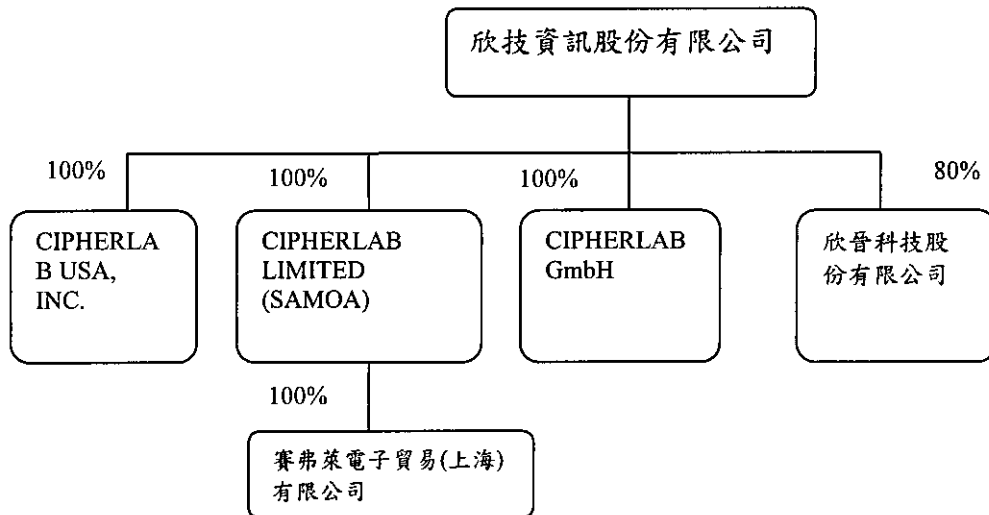 欣技資訊股份有限公司
100%
100%
100%
80%
CIPHERLA
B USA,
INC.
CIPHERLAB
LIMITED
(SAMOA)
CIPHERLAB
GmbH
欣晉科技股
份有限公司
100%
賽弗萊電子貿易(上海)
有限公司